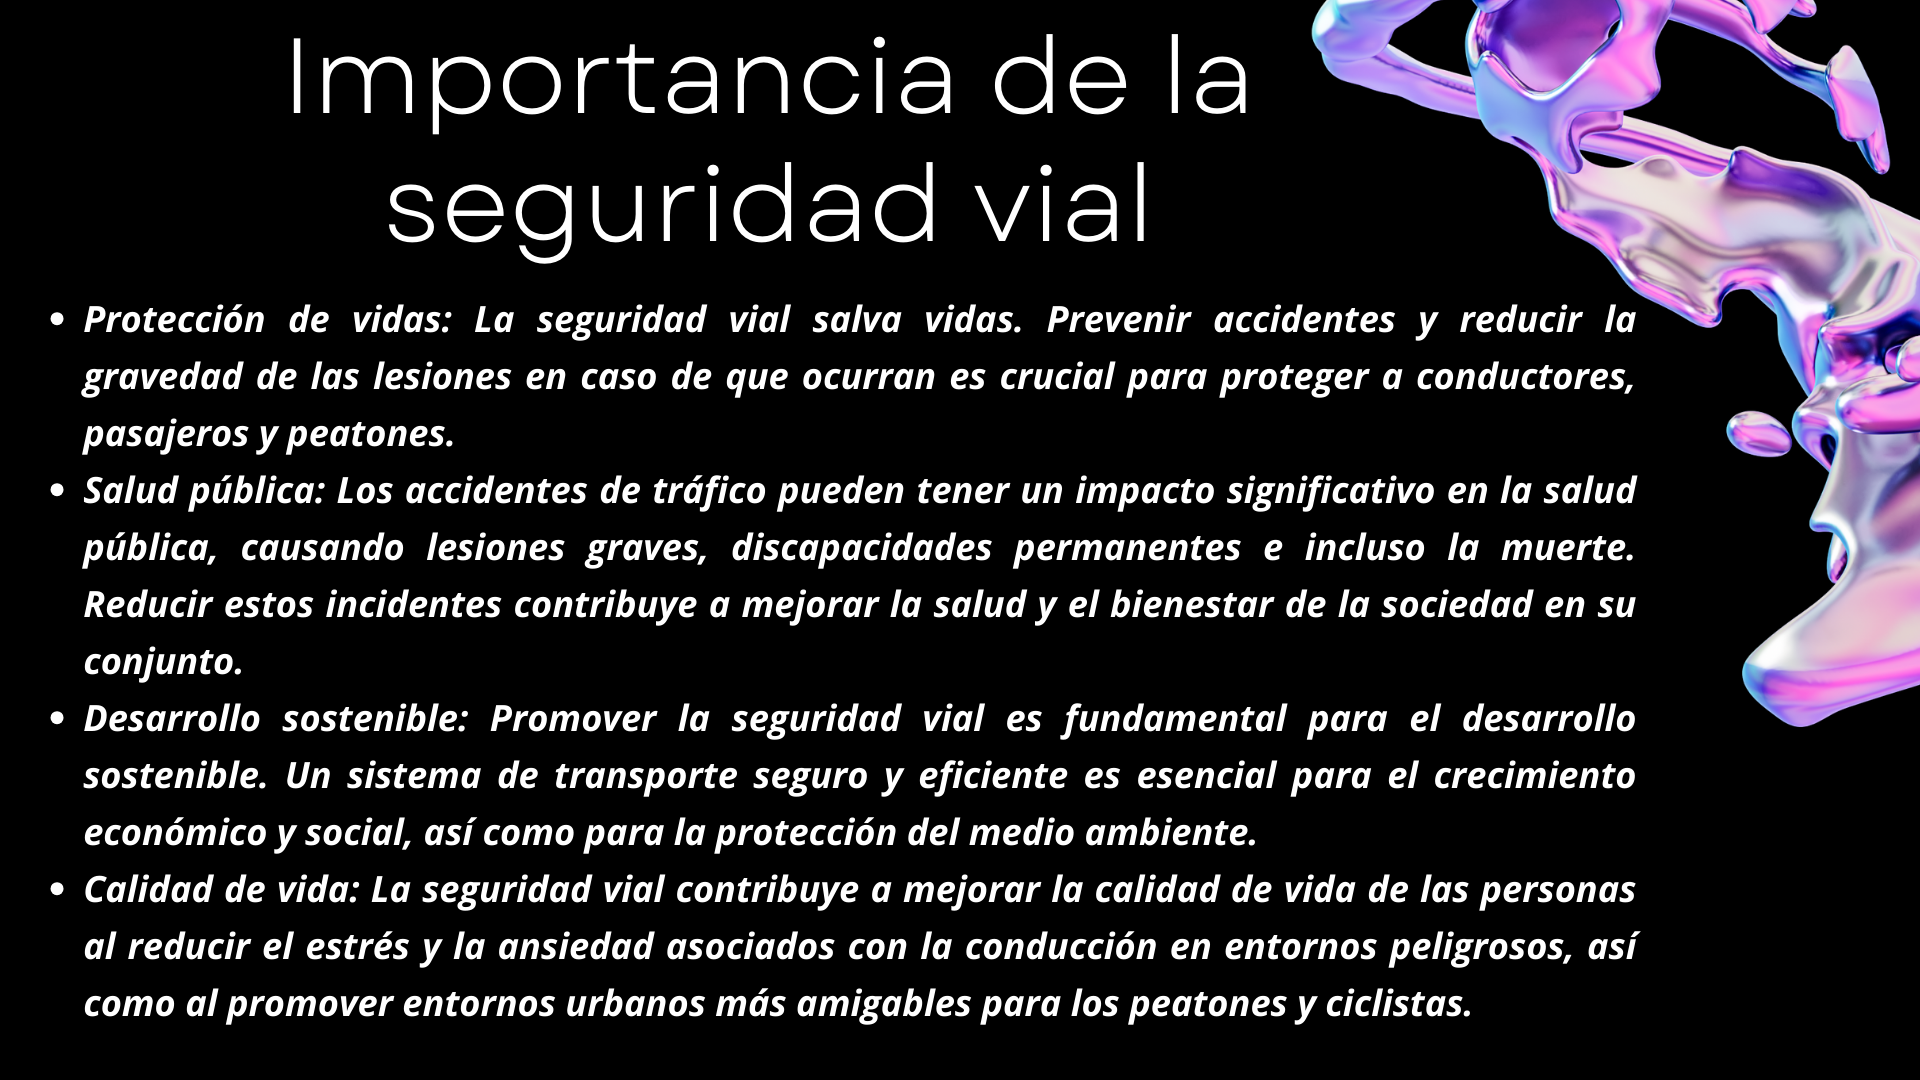 Importancia de la
seguridad vial
• Protección de vidas: La seguridad vial salva vidas. Prevenir accidentes y reducir la
gravedad de las lesiones en caso de que ocurran es crucial para proteger a conductores,
pasajeros y peatones.
• Salud pública: Los accidentes de tráfico pueden tener un impacto significativo en la salud
pública, causando lesiones graves, discapacidades permanentes e incluso la muerte.
Reducir estos incidentes contribuye a mejorar la salud y el bienestar de la sociedad en su
conjunto.
• Desarrollo sostenible: Promover la seguridad vial es fundamental para el desarrollo
sostenible. Un sistema de transporte seguro y eficiente es esencial para el crecimiento
económico y social, así como para la protección del medio ambiente.
• Calidad de vida: La seguridad vial contribuye a mejorar la calidad de vida de las personas
al reducir el estrés y la ansiedad asociados con la conducción en entornos peligrosos, así
como al promover entornos urbanos más amigables para los peatones y ciclistas.